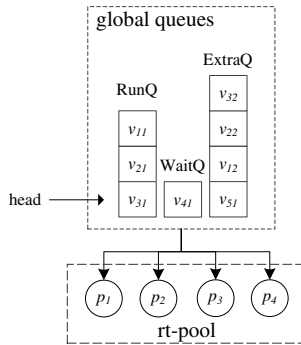 global queues
ExtraQ
RunQ
v32
v11
v22
v21
WaitQ
v12
head
v31
v41
v51
p1
p2
p3
p4
rt-pool